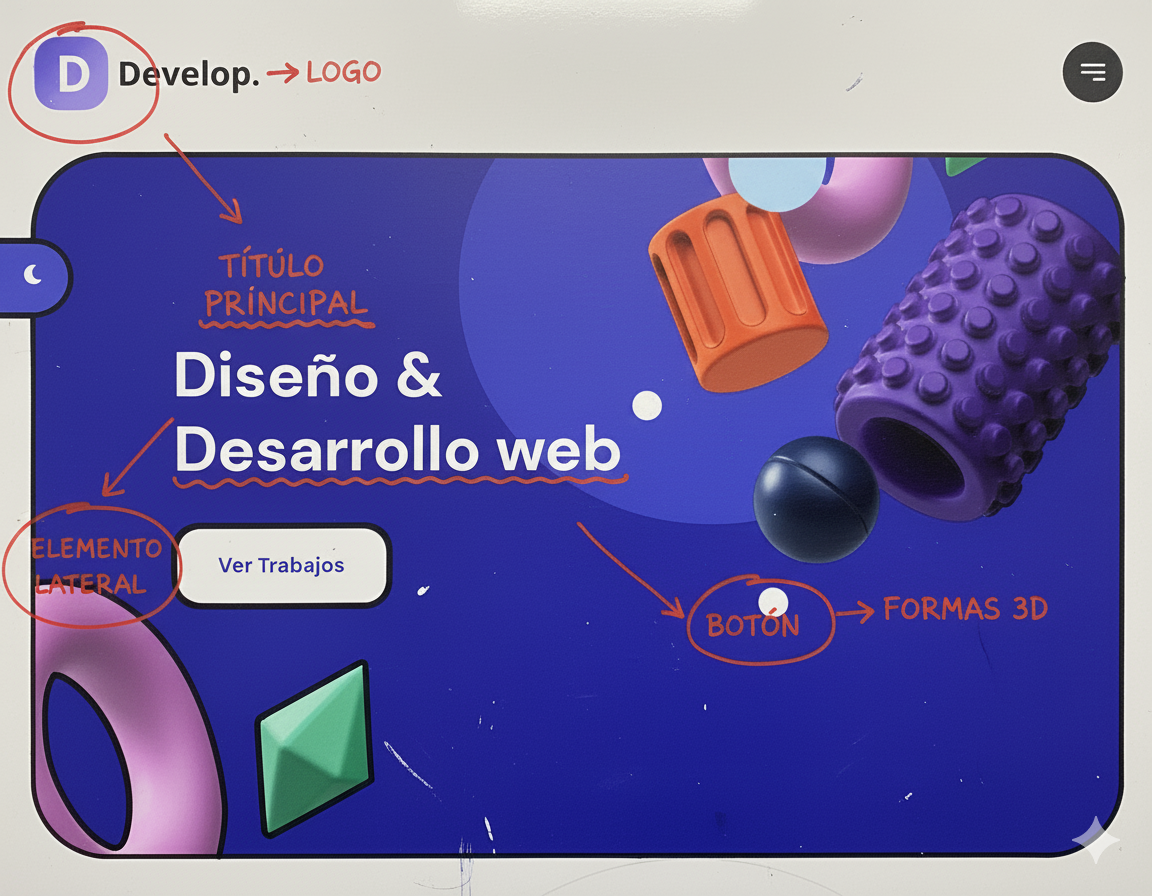 D
Develop. → LOGO
TÍTULO
PRÍNCIPAL
Diseño &
Desarrollo web
ELEMENTO
LATERAL
Ver Trabajos
BOTÓN → FORMAS 3D